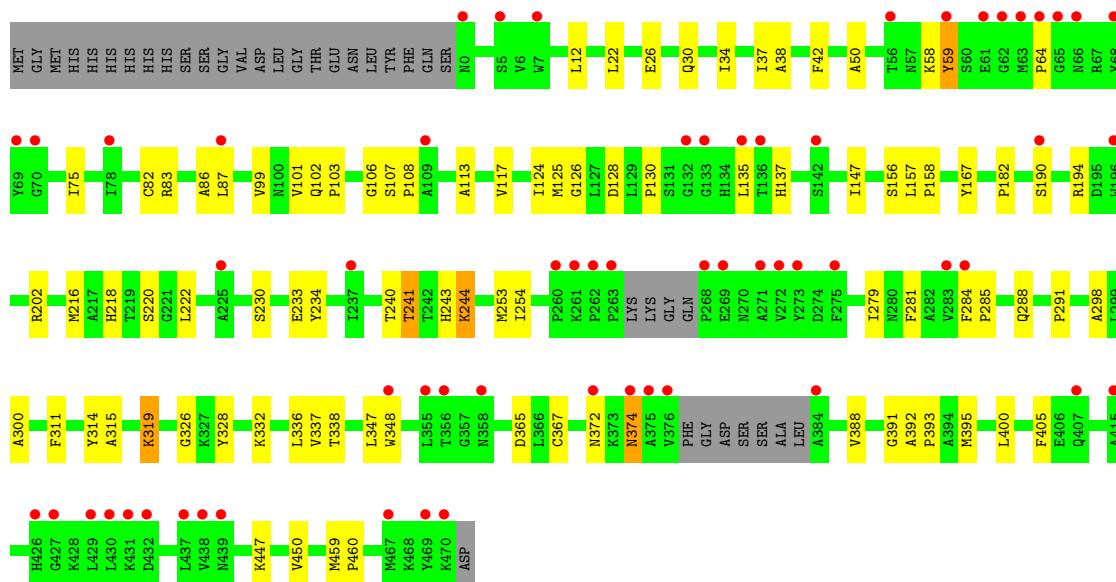 MET GLY MET HIS HIS HIS HIS HIS HIS SER SER GLY VAL ASP LEU GLY THR GLU ASN LEU TYR PHE GLN SER N0 S5 V6 W7 L12 L22 E26 Q30 I34 I37 A38 F42 A50 T56 N57 K58 Y59 S60 E61 G62 M63 P64 G65 N66 R67 Y68
Y69 G70 I75 I78 C82 R83 A86 L87 V99 N100 V101 Q102 P103 G106 S107 P108 A109 A113 V117 I124 M125 G126 L127 D128 L129 P130 S131 G132 G133 H134 L135 T136 H137 S142 I147 S156 L157 P158 Y167 P182 S190 R194 D195 H196
R202 M216 A217 H218 T219 S220 G221 L222 A225 S230 E233 Y234 I237 T240 T241 T242 H243 K244 M253 I254 P260 K261 P262 P263 LYS LYS GLY GLN P268 E269 N270 A271 V272 Y273 D274 F275 I279 N280 F281 A282 V283 F284 P285 Q288 P291 A298 L299
A300 F311 Y314 A315 K319 G326 K327 Y328 K332 L336 V337 T338 L347 W348 L355 T356 G357 N358 D365 L366 C367 N372 K373 N374 A375 V376 PHE GLY ASP SER SER ALA LEU A384 V388 G391 A392 P393 A394 M395 L400 F405 E406 Q407 A415
H426 G427 K428 L429 L430 K431 D432 L437 V438 N439 K447 V450 M459 P460 M467 K468 Y469 K470 ASP